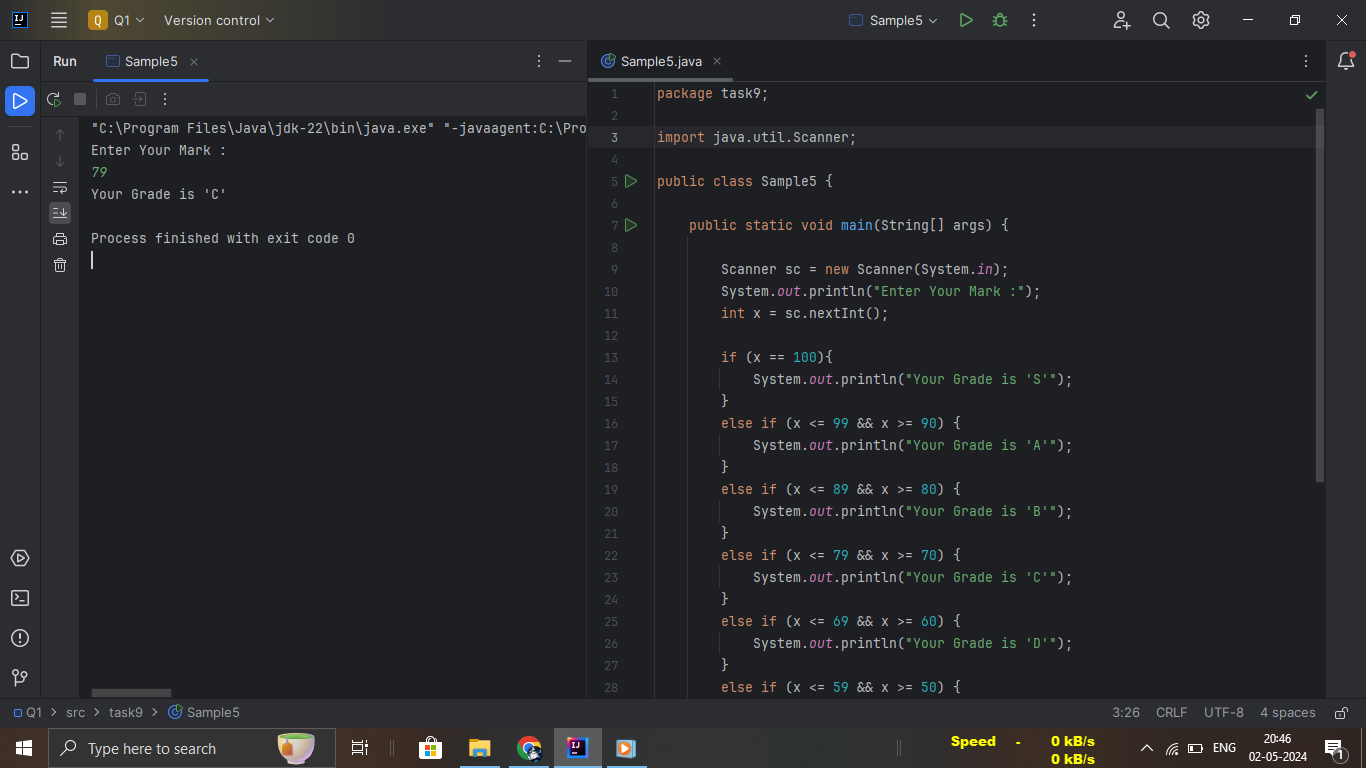 Q Q1 Version control Sample5
Run Sample5
Sample5.java
"C:\Program Files\Java\jdk-22\bin\java.exe" "-javaagent:C:\Pro
Enter Your Mark :
79
Your Grade is 'C'
Process finished with exit code 0
1 package task9;
2
3 import java.util.Scanner;
4
5 public class Sample5 {
6
7 public static void main(String[] args) {
8
9 Scanner sc = new Scanner(System.in);
10 System.out.println("Enter Your Mark :");
11 int x = sc.nextInt();
12
13 if (x == 100){
14 System.out.println("Your Grade is 'S'");
15 }
16 else if (x <= 99 && x >= 90) {
17 System.out.println("Your Grade is 'A'");
18 }
19 else if (x <= 89 && x >= 80) {
20 System.out.println("Your Grade is 'B'");
21 }
22 else if (x <= 79 && x >= 70) {
23 System.out.println("Your Grade is 'C'");
24 }
25 else if (x <= 69 && x >= 60) {
26 System.out.println("Your Grade is 'D'");
27 }
28 else if (x <= 59 && x >= 50) {
Q1 > src > task9 > Sample5
3:26 CRLF UTF-8 4 spaces
Type here to search
Speed - 0 kB/s
0 kB/s
ENG
20:46
02-05-2024
1